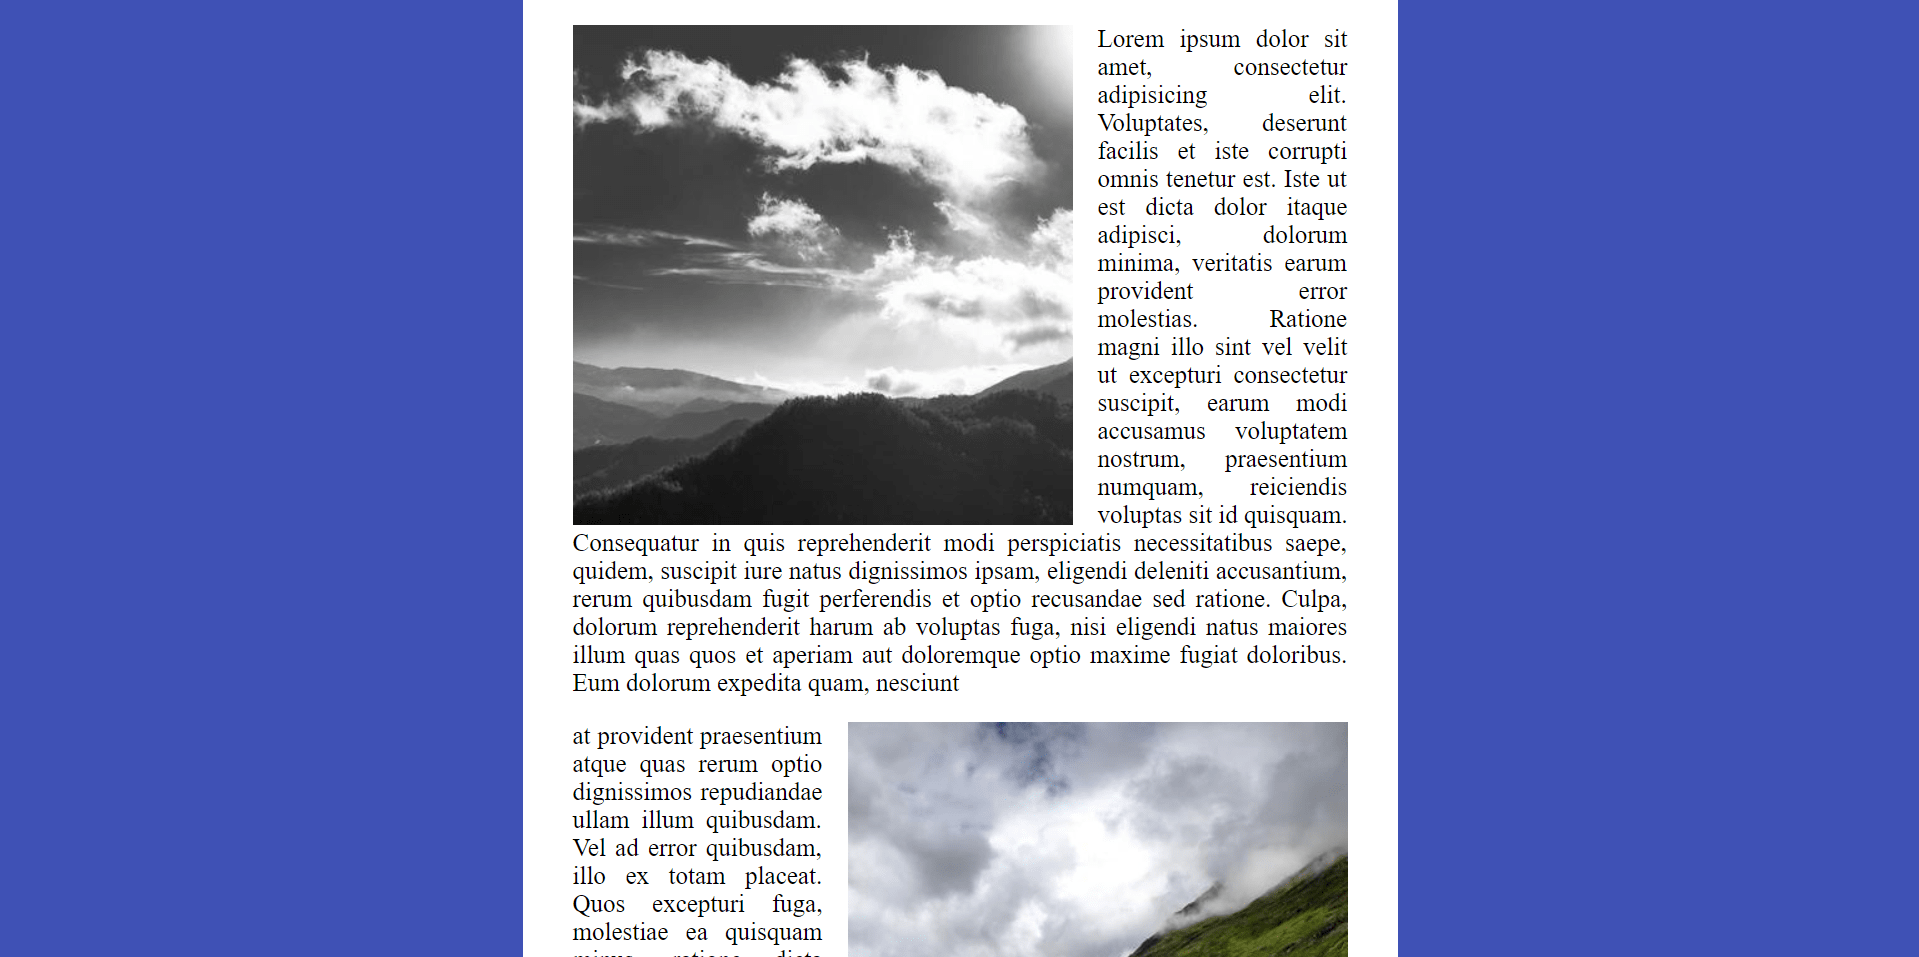 Lorem ipsum dolor sit
amet, consectetur
adipisicing elit.
Voluptates, deserunt
facilis et iste corrupti
omnis tenetur est. Iste ut
est dicta dolor itaque
adipisci, dolorum
minima, veritatis earum
provident error
molestias. Ratione
magni illo sint vel velit
ut excepturi consectetur
suscipit, earum modi
accusamus voluptatem
nostrum, praesentium
numquam, reiciendis
voluptas sit id quisquam.
Consequatur in quis reprehenderit modi perspiciatis necessitatibus saepe,
quidem, suscipit iure natus dignissimos ipsam, eligendi deleniti accusantium,
rerum quibusdam fugit perferendis et optio recusandae sed ratione. Culpa,
dolorum reprehenderit harum ab voluptas fuga, nisi eligendi natus maiores
illum quas quos et aperiam aut doloremque optio maxime fugiat doloribus.
Eum dolorum expedita quam, nesciunt
at provident praesentium
atque quas rerum optio
dignissimos repudiandae
ullam illum quibusdam.
Vel ad error quibusdam,
illo ex totam placeat.
Quos excepturi fuga,
molestiae ea quisquam